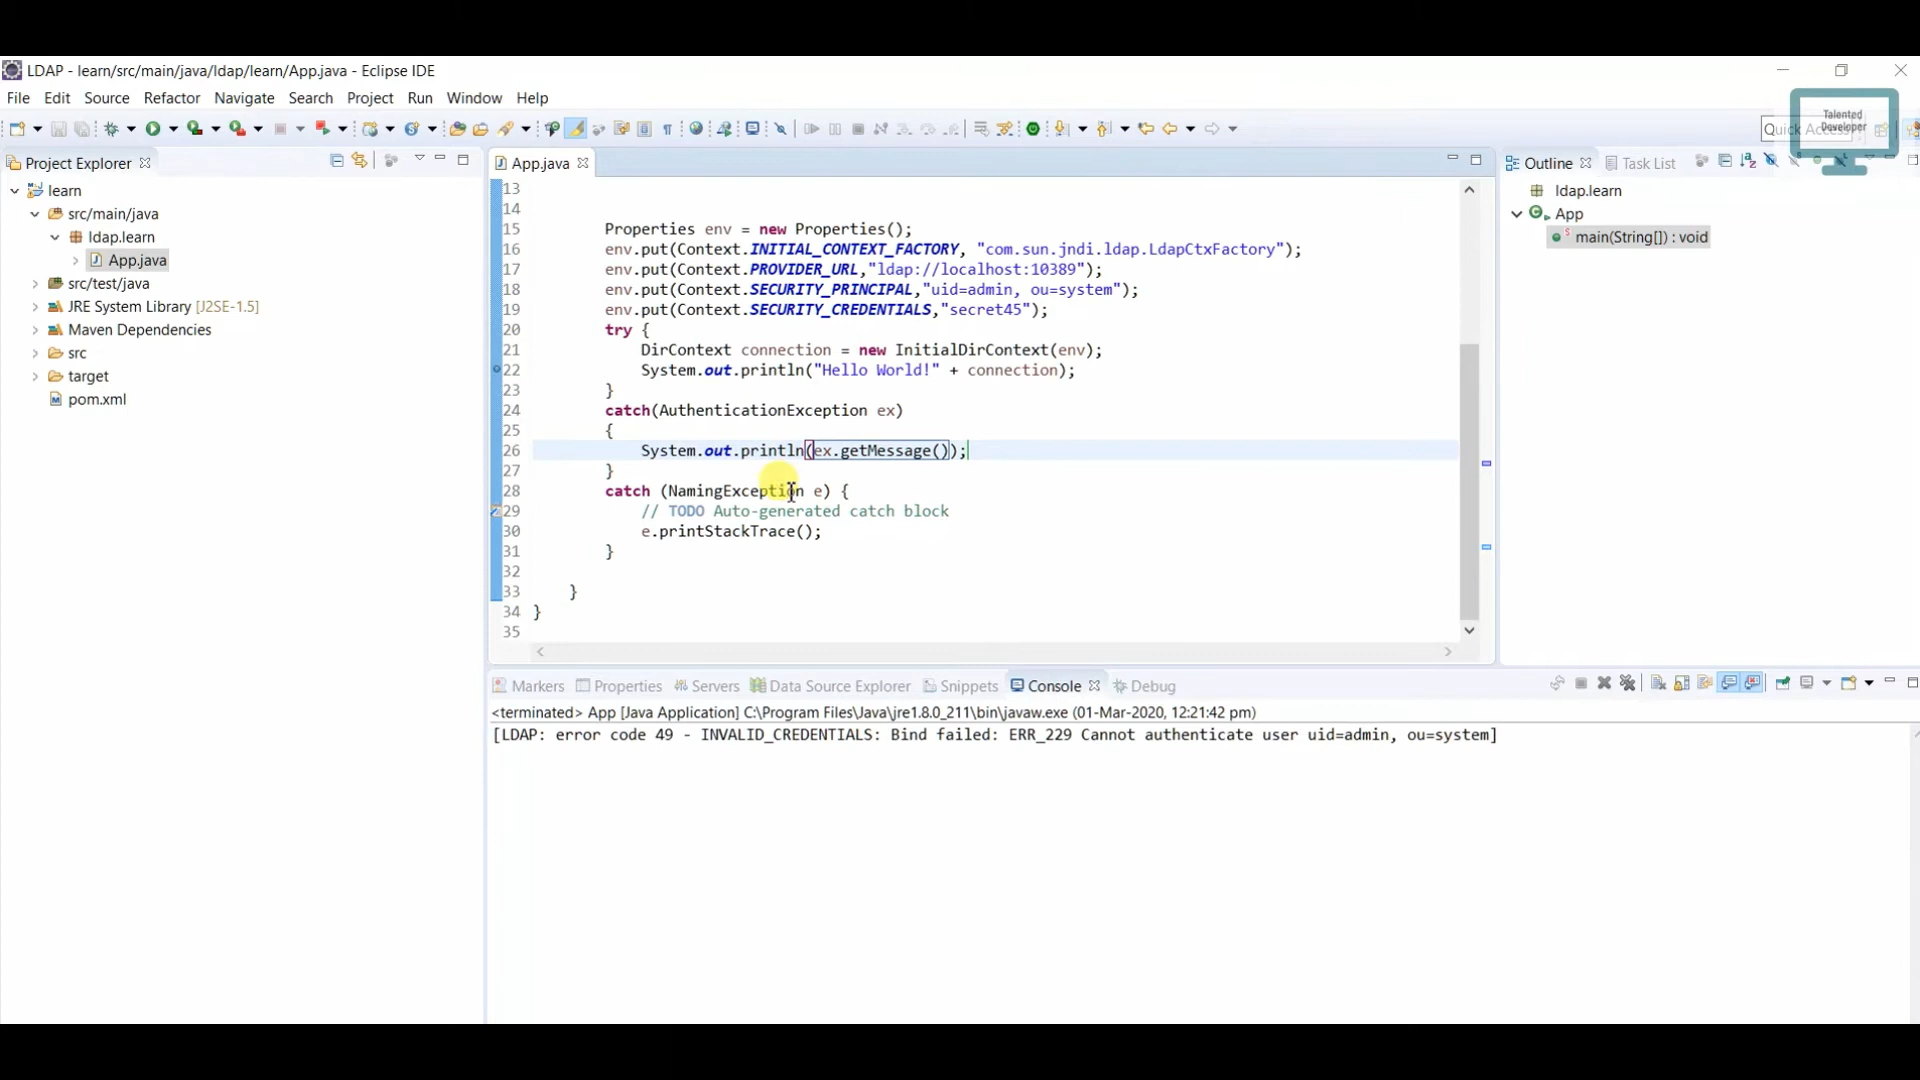 LDAP - learn/src/main/java/ldap/learn/App.java - Eclipse IDE
File Edit Source Refactor Navigate Search Project Run Window Help
Talented
Developer
Quick Access
Project Explorer
learn
src/main/java
ldap.learn
App.java
src/test/java
JRE System Library [J2SE-1.5]
Maven Dependencies
src
target
pom.xml
App.java
13
14
15 Properties env = new Properties();
16 env.put(Context.INITIAL_CONTEXT_FACTORY, "com.sun.jndi.ldap.LdapCtxFactory");
17 env.put(Context.PROVIDER_URL,"ldap://localhost:10389");
18 env.put(Context.SECURITY_PRINCIPAL,"uid=admin, ou=system");
19 env.put(Context.SECURITY_CREDENTIALS,"secret45");
20 try {
21 DirContext connection = new InitialDirContext(env);
22 System.out.println("Hello World!" + connection);
23 }
24 catch(AuthenticationException ex)
25 {
26 System.out.println(ex.getMessage());
27 }
28 catch (NamingException e) {
29 // TODO Auto-generated catch block
30 e.printStackTrace();
31 }
32
33 }
34 }
35
Outline Task List
ldap.learn
App
main(String[]) : void
Markers Properties Servers Data Source Explorer Snippets Console Debug
<terminated> App [Java Application] C:\Program Files\Java\jre1.8.0_211\bin\javaw.exe (01-Mar-2020, 12:21:42 pm)
[LDAP: error code 49 - INVALID_CREDENTIALS: Bind failed: ERR_229 Cannot authenticate user uid=admin, ou=system]